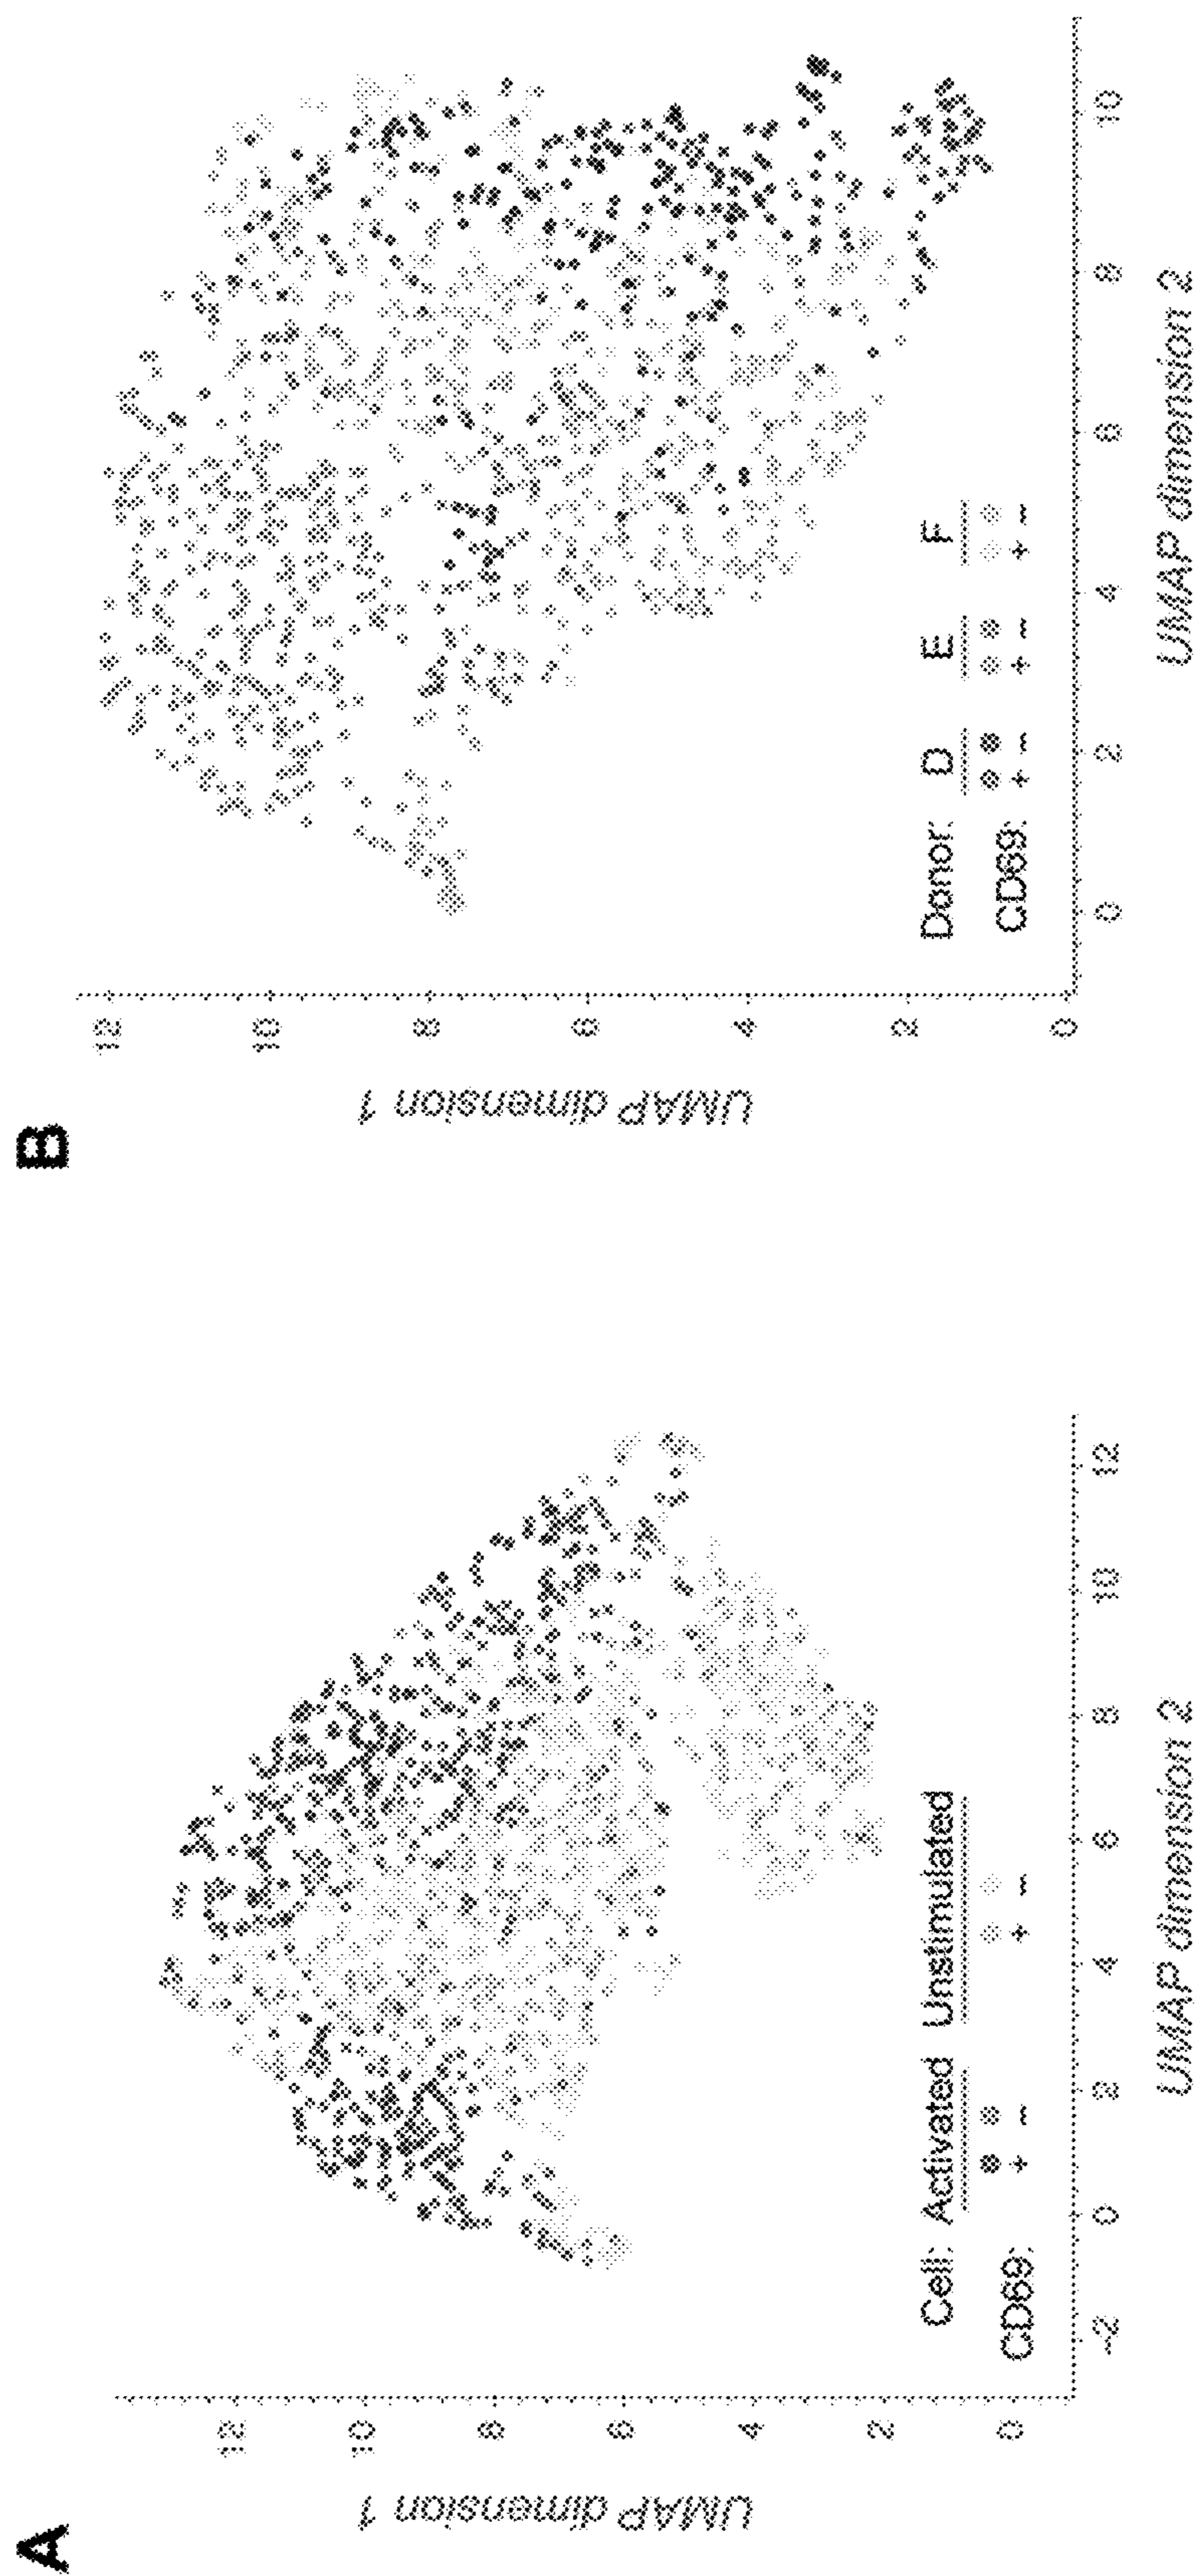 A
UMAP dimension 1
12
10
8
6
4
2
0
Cell: Activated Unstimulated
CD69: + – + –
-2 0 2 4 6 8 10 12
UMAP dimension 2
B
UMAP dimension 1
12
10
8
6
4
2
0
Donor: D E F
CD69: + – + – + –
0 2 4 6 8 10
UMAP dimension 2